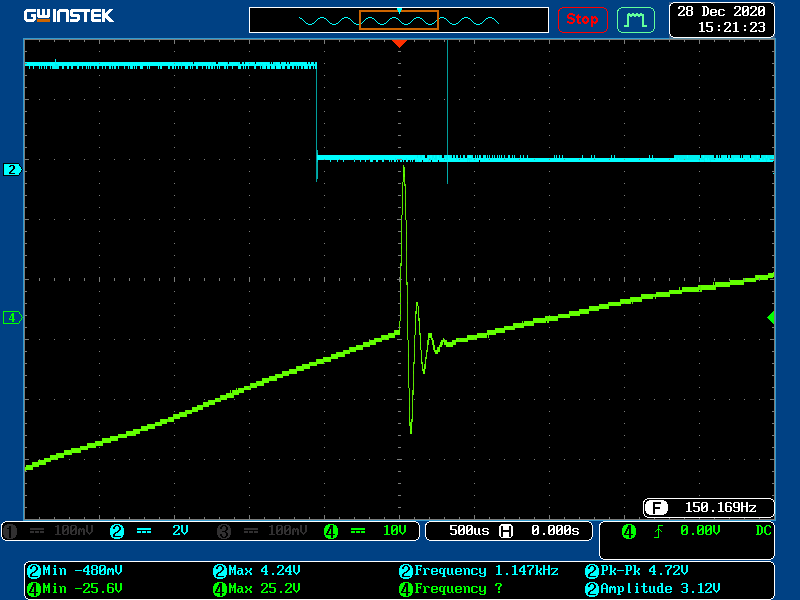 GWINSTEK
Stop
28 Dec 2020
15:21:23
2
4
F 150.169Hz
1 100mV 2 2V 3 100mV 4 10V 500us H 0.000s 4 0.00V DC
2 Min -480mV 2 Max 4.24V 2 Frequency 1.147kHz 2 Pk-Pk 4.72V
4 Min -25.6V 4 Max 25.2V 4 Frequency ? 2 Amplitude 3.12V